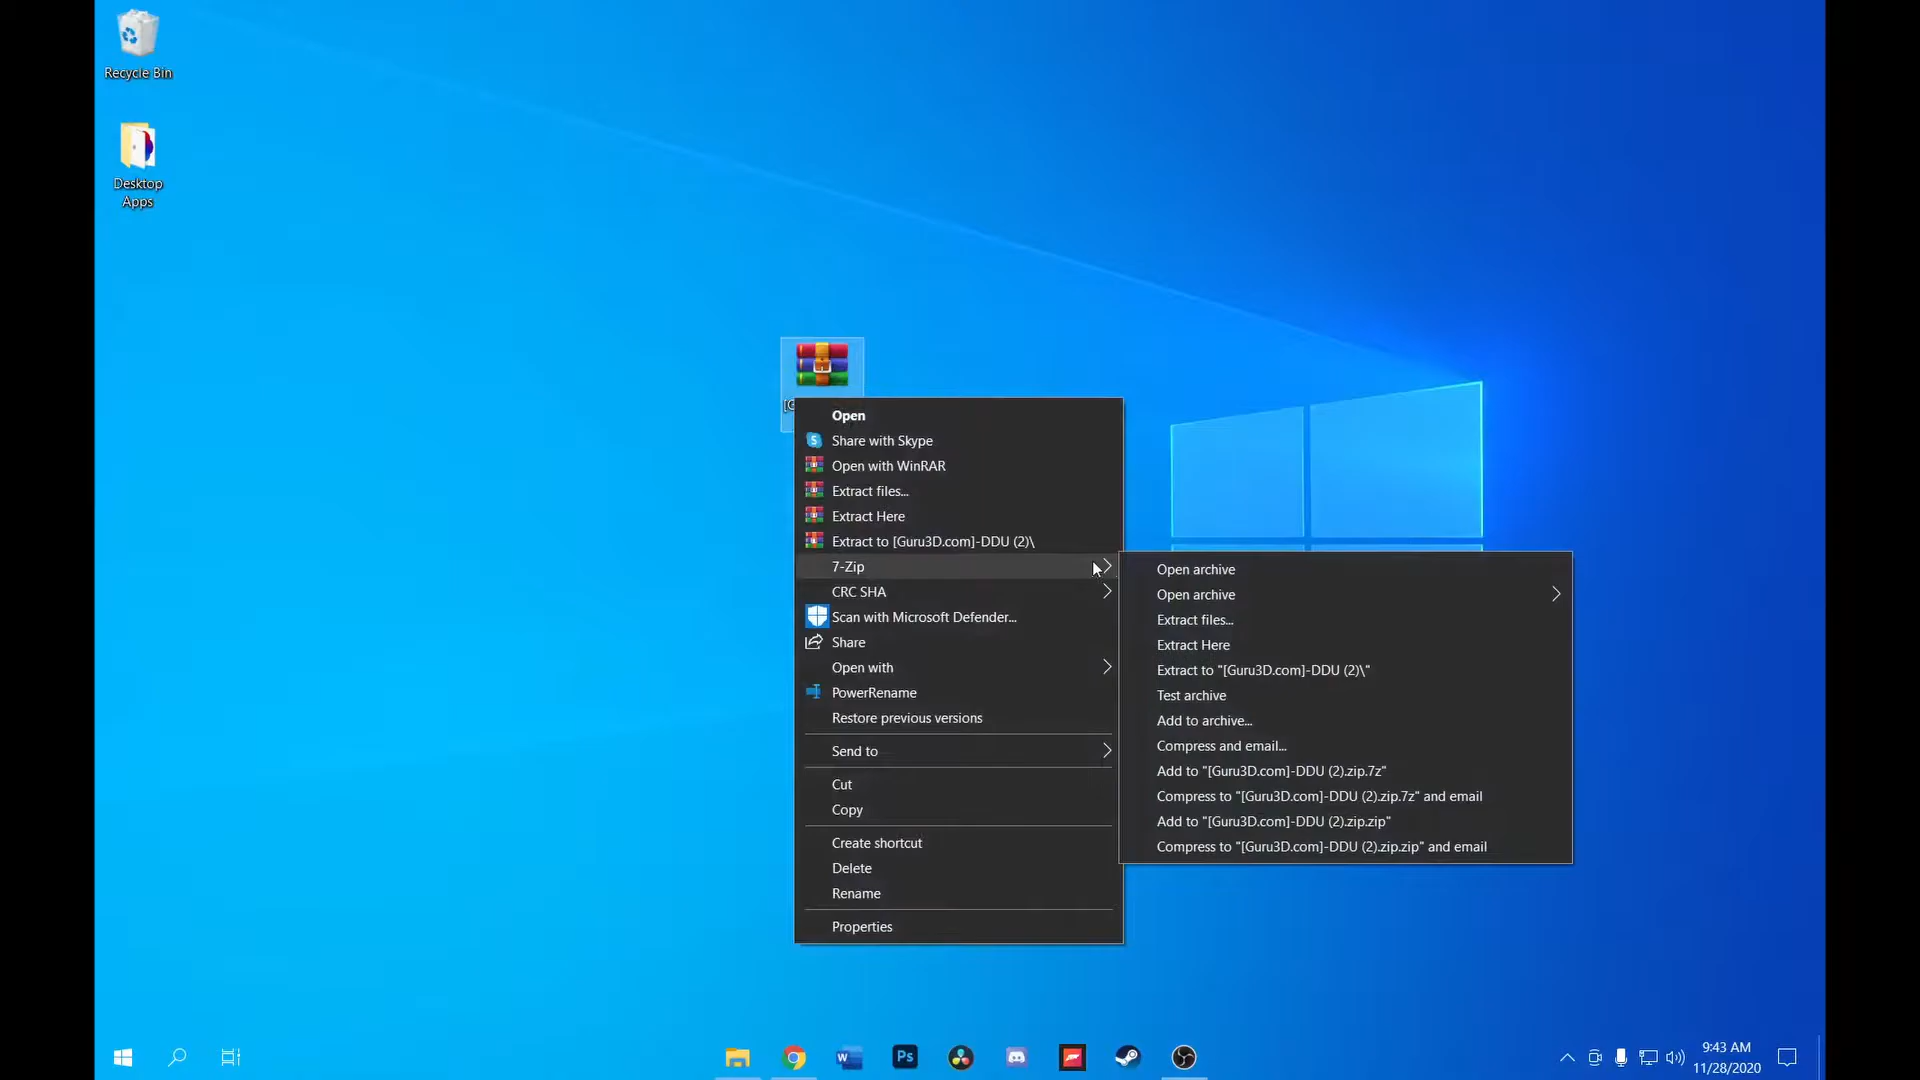 Recycle Bin
Desktop
Apps
Open
Share with Skype
Open with WinRAR
Extract files...
Extract Here
Extract to [Guru3D.com]-DDU (2)\
7-Zip
CRC SHA
Scan with Microsoft Defender...
Share
Open with
PowerRename
Restore previous versions
Send to
Cut
Copy
Create shortcut
Delete
Rename
Properties
Open archive
Open archive
Extract files...
Extract Here
Extract to "[Guru3D.com]-DDU (2)\"
Test archive
Add to archive...
Compress and email...
Add to "[Guru3D.com]-DDU (2).zip.7z"
Compress to "[Guru3D.com]-DDU (2).zip.7z" and email
Add to "[Guru3D.com]-DDU (2).zip.zip"
Compress to "[Guru3D.com]-DDU (2).zip.zip" and email
W
Ps
9:43 AM
11/28/2020